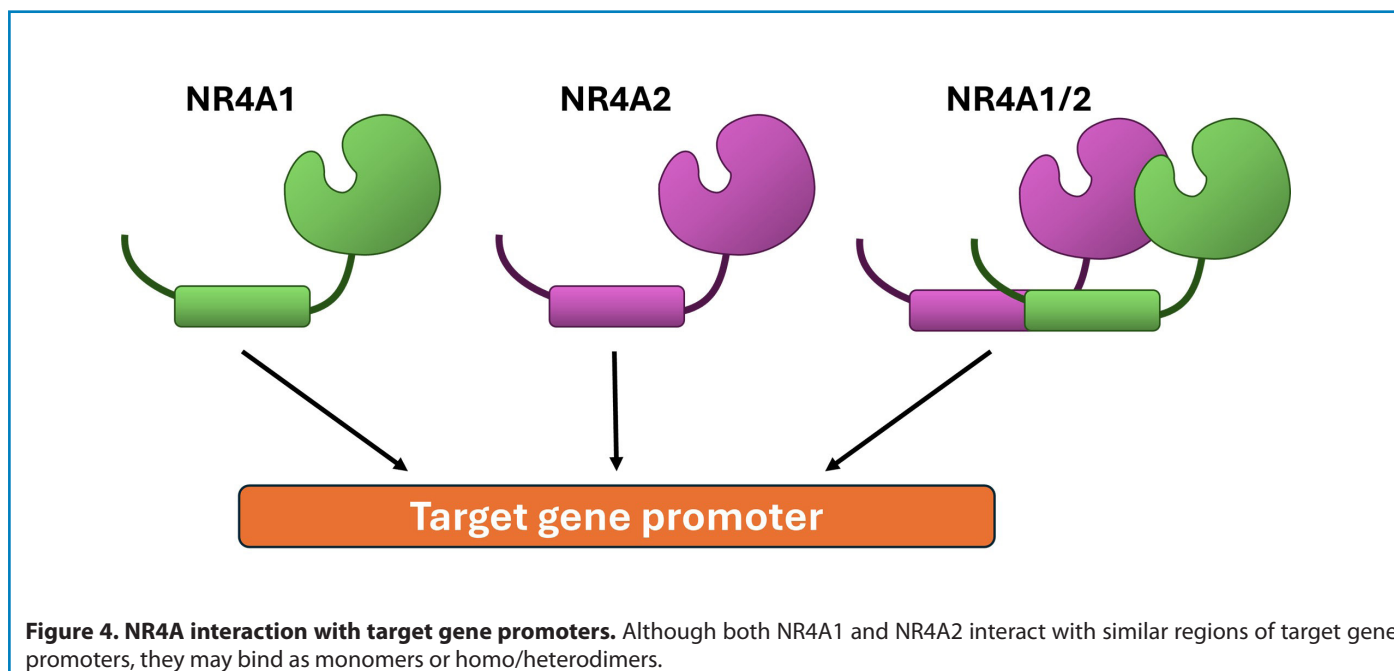 NR4A1 NR4A2 NR4A1/2
Target gene promoter
Figure 4. NR4A interaction with target gene promoters. Although both NR4A1 and NR4A2 interact with similar regions of target gene
promoters, they may bind as monomers or homo/heterodimers.